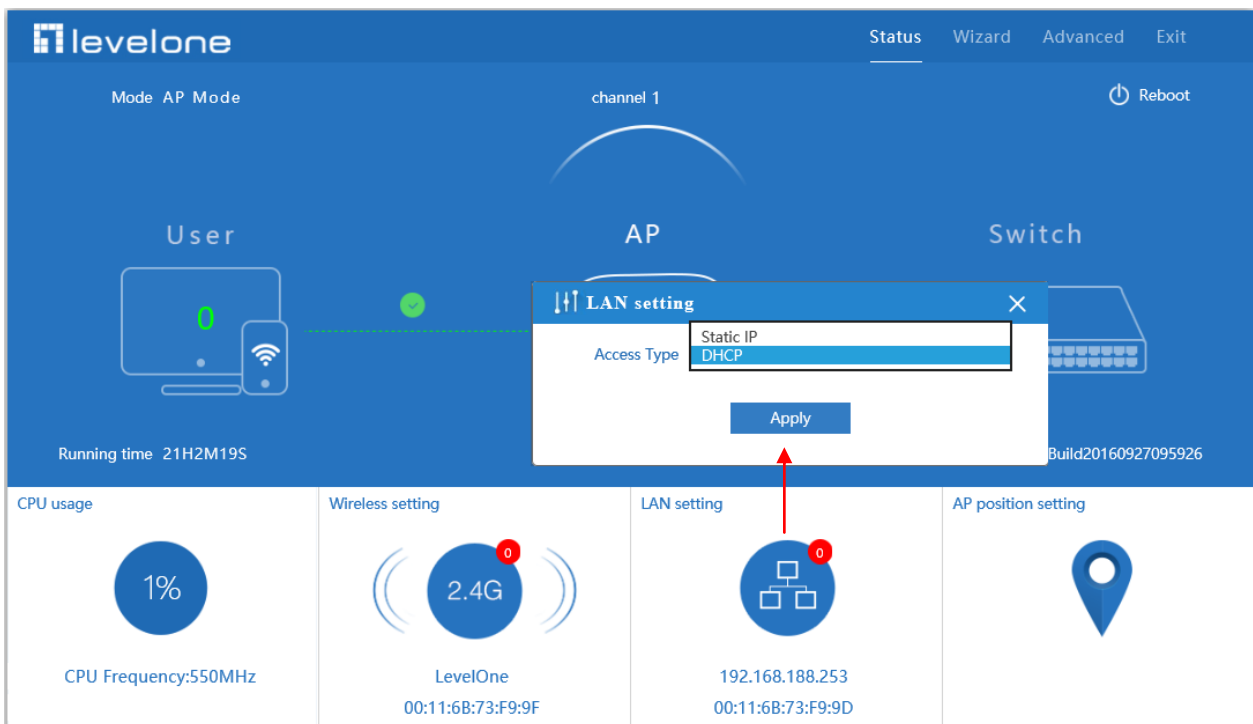 levelone
Status Wizard Advanced Exit
Mode AP Mode
channel 1
Reboot
User
AP
Switch
0
LAN setting
Access Type
Static IP
DHCP
Apply
Running time 21H2M19S
Build20160927095926
CPU usage
Wireless setting
LAN setting
AP position setting
1%
2.4G
0
0
CPU Frequency:550MHz
LevelOne
192.168.188.253
00:11:6B:73:F9:9F
00:11:6B:73:F9:9D